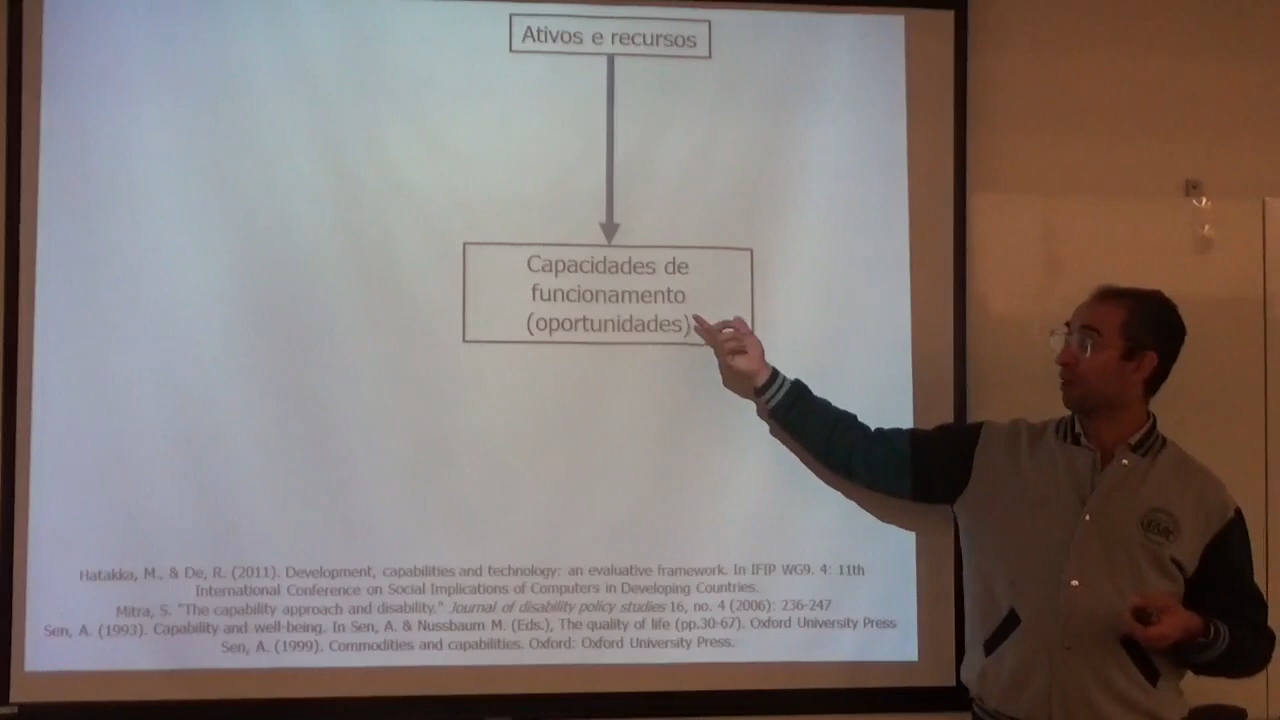 Ativos e recursos
Capacidades de
funcionamento
(oportunidades)
Hatakka, M., & De, R. (2011). Development, capabilities and technology: an evaluative framework. In IFIP WG9. 4: 11th
International Conference on Social Implications of Computers in Developing Countries.
Mitra, S. "The capability approach and disability." Journal of disability policy studies 16, no. 4 (2006): 236-247
Sen, A. (1993). Capability and well-being. In Sen, A. & Nussbaum M. (Eds.), The quality of life (pp.30-67). Oxford University Press
Sen, A. (1999). Commodities and capabilities. Oxford: Oxford University Press.